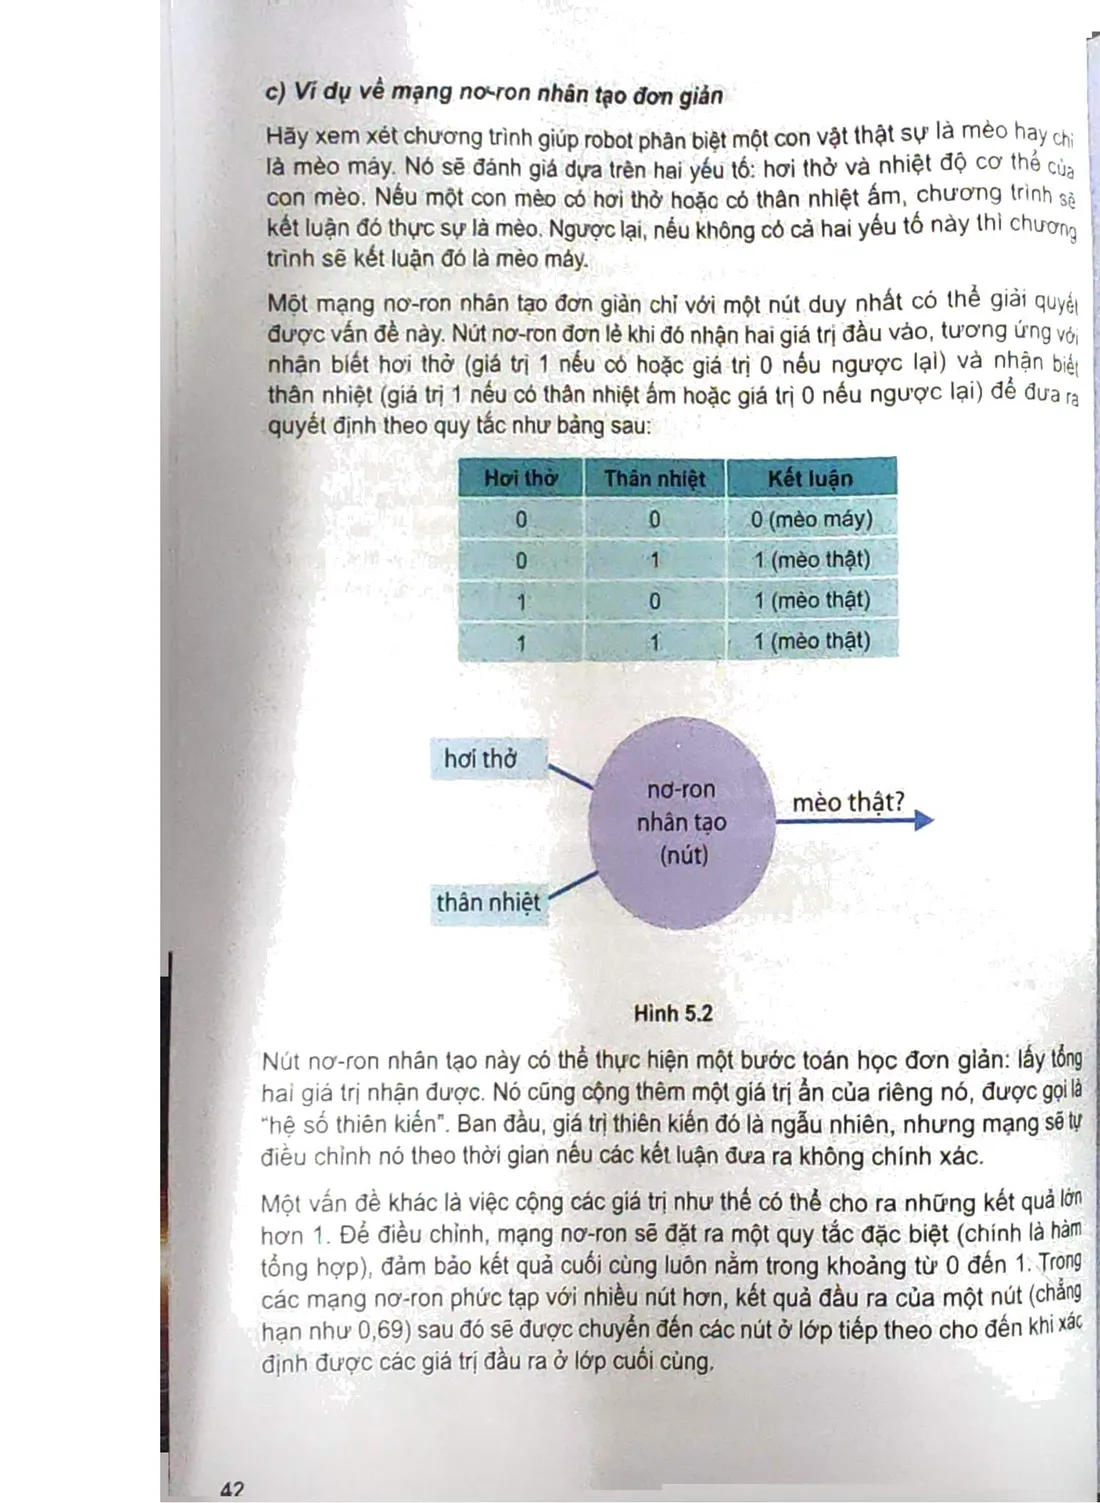 c) Ví dụ về mạng nơ-ron nhân tạo đơn giản
Hãy xem xét chương trình giúp robot phân biệt một con vật thật sự là mèo hay chỉ
là mèo máy. Nó sẽ đánh giá dựa trên hai yếu tố: hơi thở và nhiệt độ cơ thể của
con mèo. Nếu một con mèo có hơi thở hoặc có thân nhiệt ấm, chương trình sẽ
kết luận đó thực sự là mèo. Ngược lại, nếu không có cả hai yếu tố này thì chương
trình sẽ kết luận đó là mèo máy.
Một mạng nơ-ron nhân tạo đơn giản chỉ với một nút duy nhất có thể giải quyết
được vấn đề này. Nút nơ-ron đơn lẻ khi đó nhận hai giá trị đầu vào, tương ứng với
nhận biết hơi thở (giá trị 1 nếu có hoặc giá trị 0 nếu ngược lại) và nhận biết
thân nhiệt (giá trị 1 nếu có thân nhiệt ấm hoặc giá trị 0 nếu ngược lại) để đưa ra
quyết định theo quy tắc như bảng sau:
Hơi thở Thân nhiệt Kết luận
0 0 0 (mèo máy)
0 1 1 (mèo thật)
1 0 1 (mèo thật)
1 1 1 (mèo thật)
hơi thở
nơ-ron
nhân tạo
(nút)
mèo thật?
thân nhiệt
Hình 5.2
Nút nơ-ron nhân tạo này có thể thực hiện một bước toán học đơn giản: lấy tổng
hai giá trị nhận được. Nó cũng cộng thêm một giá trị ẩn của riêng nó, được gọi là
"hệ số thiên kiến". Ban đầu, giá trị thiên kiến đó là ngẫu nhiên, nhưng mạng sẽ tự
điều chỉnh nó theo thời gian nếu các kết luận đưa ra không chính xác.
Một vấn đề khác là việc cộng các giá trị như thế có thể cho ra những kết quả lớn
hơn 1. Để điều chỉnh, mạng nơ-ron sẽ đặt ra một quy tắc đặc biệt (chính là hàm
tổng hợp), đảm bảo kết quả cuối cùng luôn nằm trong khoảng từ 0 đến 1. Trong
các mạng nơ-ron phức tạp với nhiều nút hơn, kết quả đầu ra của một nút (chẳng
hạn như 0,69) sau đó sẽ được chuyển đến các nút ở lớp tiếp theo cho đến khi xác
định được các giá trị đầu ra ở lớp cuối cùng.
42